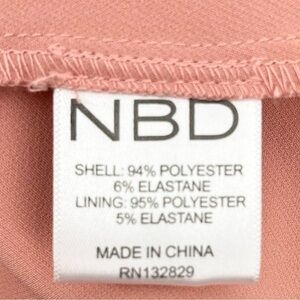 NBD
SHELL: 94% POLYESTER
6% ELASTANE
LINING: 95% POLYESTER
5% ELASTANE
MADE IN CHINA
RN132829